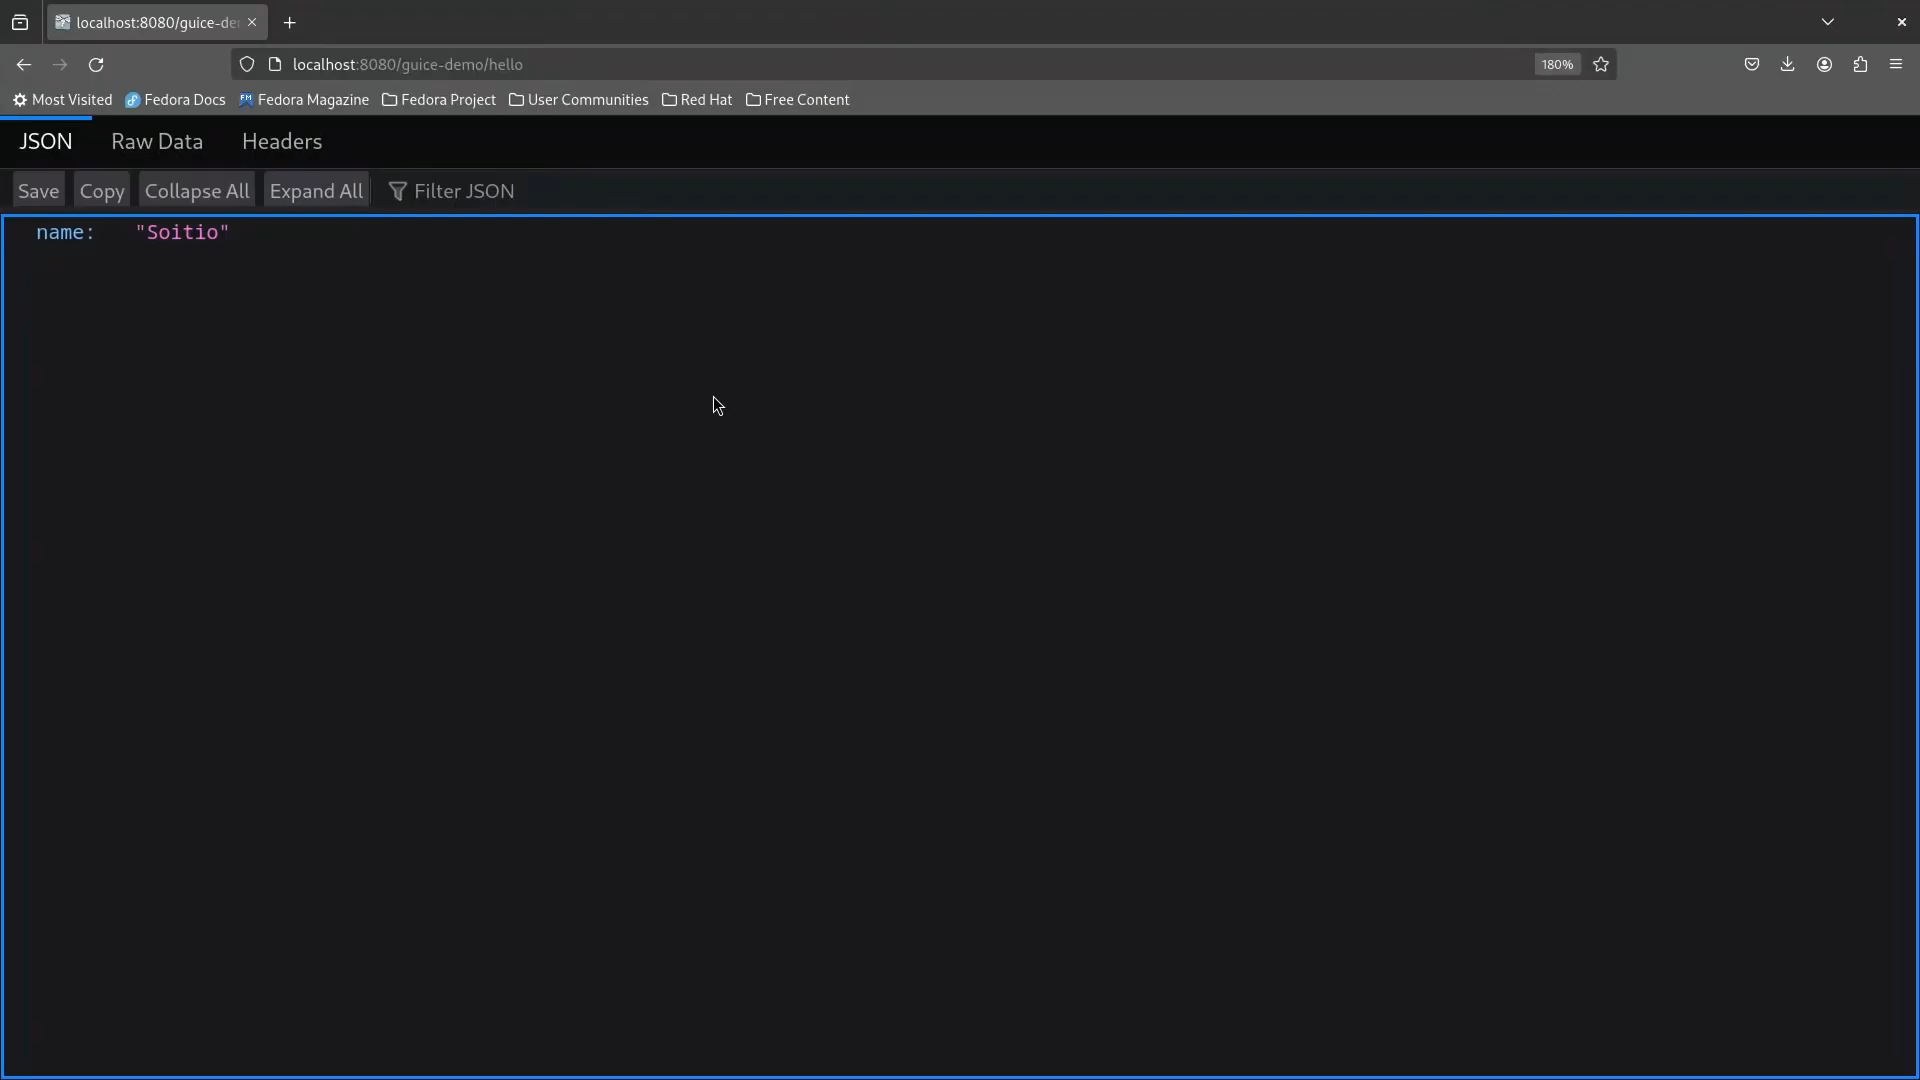 localhost:8080/guice-de
localhost:8080/guice-demo/hello
180%
Most Visited
Fedora Docs
Fedora Magazine
Fedora Project
User Communities
Red Hat
Free Content
JSON
Raw Data
Headers
Save
Copy
Collapse All
Expand All
Filter JSON
name: "Soitio"